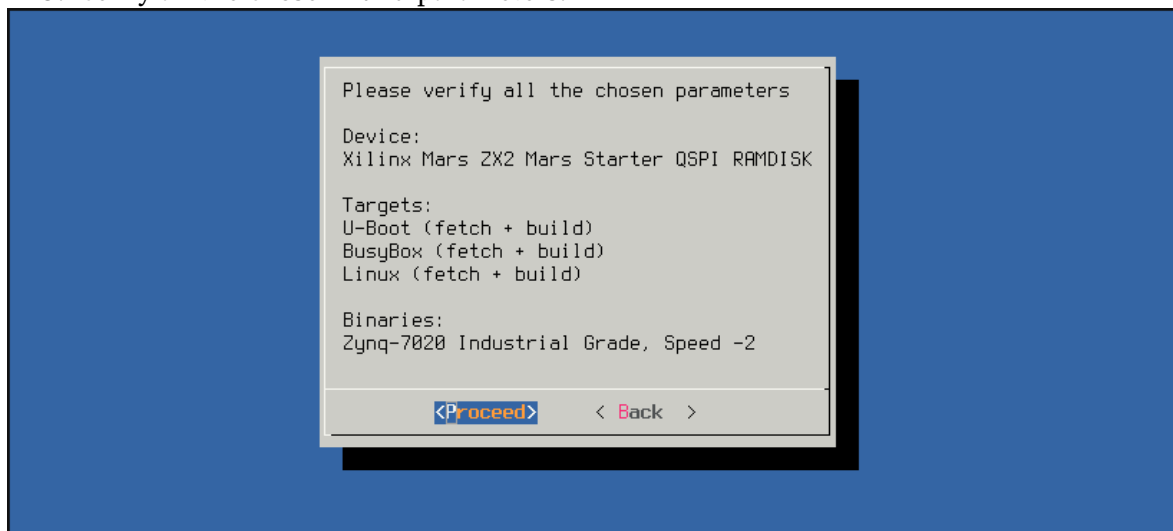 Please verify all the chosen parameters
Device:
Xilinx Mars ZX2 Mars Starter QSPI RAMDISK
Targets:
U-Boot (fetch + build)
BusyBox (fetch + build)
Linux (fetch + build)
Binaries:
Zynq-7020 Industrial Grade, Speed -2
<Proceed> < Back >